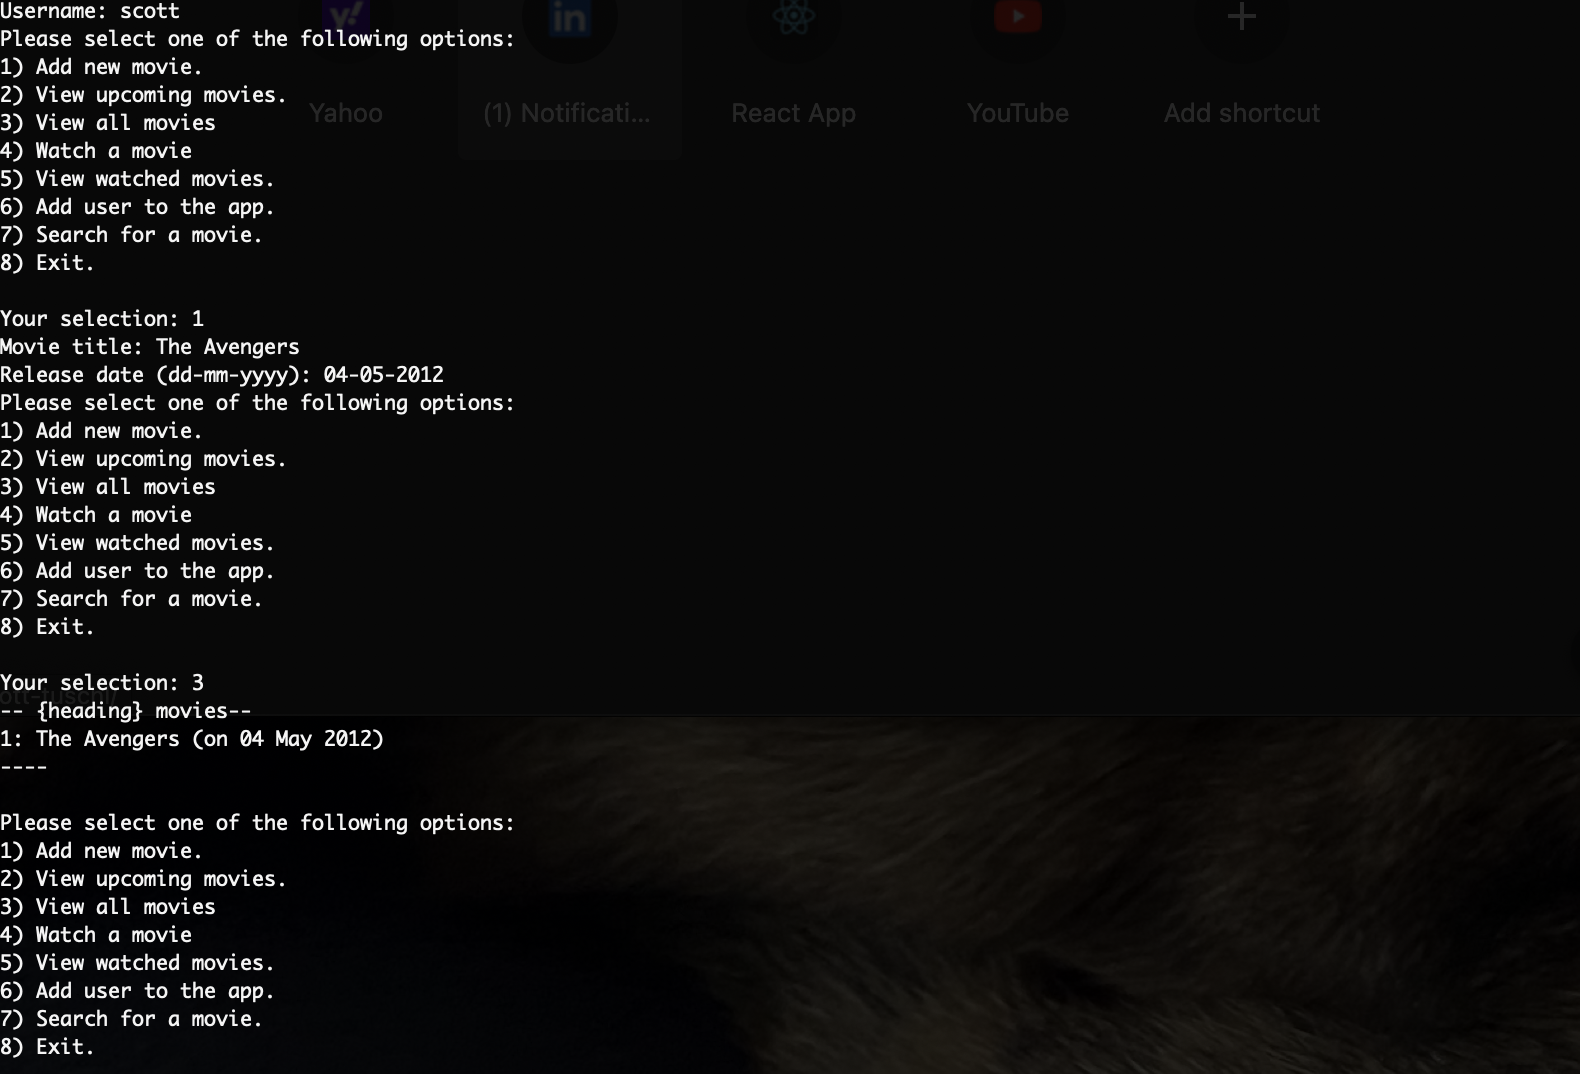 Username: scott
Please select one of the following options:
1) Add new movie.
2) View upcoming movies.
3) View all movies
4) Watch a movie
5) View watched movies.
6) Add user to the app.
7) Search for a movie.
8) Exit.
Yahoo
(1) Notificati...
React App
YouTube
Add shortcut
Your selection: 1
Movie title: The Avengers
Release date (dd-mm-yyyy): 04-05-2012
Please select one of the following options:
1) Add new movie.
2) View upcoming movies.
3) View all movies
4) Watch a movie
5) View watched movies.
6) Add user to the app.
7) Search for a movie.
8) Exit.
Your selection: 3
-- {heading} movies--
1: The Avengers (on 04 May 2012)
----
Please select one of the following options:
1) Add new movie.
2) View upcoming movies.
3) View all movies
4) Watch a movie
5) View watched movies.
6) Add user to the app.
7) Search for a movie.
8) Exit.